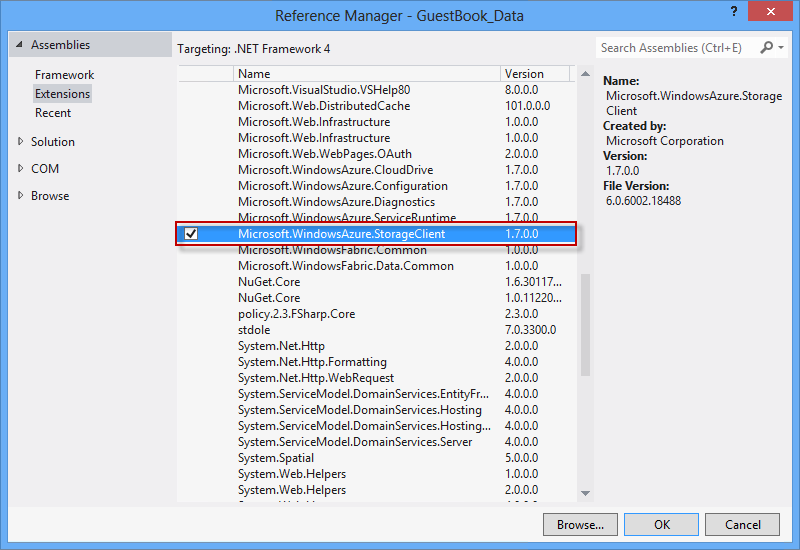 Reference Manager - GuestBook_Data
? ×
Assemblies
Framework
Extensions
Recent
Solution
COM
Browse
Targeting: .NET Framework 4
Search Assemblies (Ctrl+E)
Name Version
Microsoft.VisualStudio.VSHelp80 8.0.0.0
Microsoft.Web.DistributedCache 101.0.0.0
Microsoft.Web.Infrastructure 1.0.0.0
Microsoft.Web.Infrastructure 1.0.0.0
Microsoft.Web.WebPages.OAuth 2.0.0.0
Microsoft.WindowsAzure.CloudDrive 1.7.0.0
Microsoft.WindowsAzure.Configuration 1.7.0.0
Microsoft.WindowsAzure.Diagnostics 1.7.0.0
Microsoft.WindowsAzure.ServiceRuntime 1.7.0.0
Microsoft.WindowsAzure.StorageClient 1.7.0.0
Microsoft.WindowsFabric.Common 1.0.0.0
Microsoft.WindowsFabric.Data.Common 1.0.0.0
NuGet.Core 1.6.30117...
NuGet.Core 1.0.11220...
policy.2.3.FSharp.Core 2.3.0.0
stdole 7.0.3300.0
System.Net.Http 2.0.0.0
System.Net.Http.Formatting 4.0.0.0
System.Net.Http.WebRequest 2.0.0.0
System.ServiceModel.DomainServices.EntityFr... 4.0.0.0
System.ServiceModel.DomainServices.Hosting 4.0.0.0
System.ServiceModel.DomainServices.Hosting... 4.0.0.0
System.ServiceModel.DomainServices.Server 4.0.0.0
System.Spatial 5.0.0.0
System.Web.Helpers 1.0.0.0
System.Web.Helpers 2.0.0.0
Name:
Microsoft.WindowsAzure.Storage
Client
Created by:
Microsoft Corporation
Version:
1.7.0.0
File Version:
6.0.6002.18488
Browse... OK Cancel